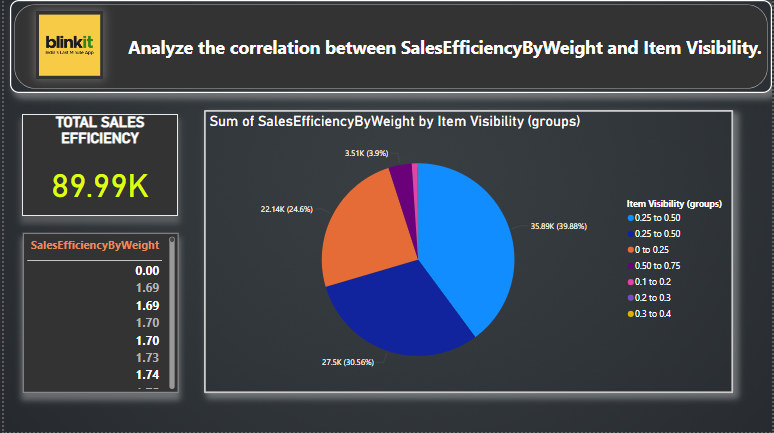 blinkit
India's Last Minute App
Analyze the correlation between SalesEfficiencyByWeight and Item Visibility.
TOTAL SALES
EFFICIENCY
89.99K
SalesEfficiencyByWeight
0.00
1.69
1.69
1.70
1.70
1.73
1.74
Sum of SalesEfficiencyByWeight by Item Visibility (groups)
3.51K (3.9%)
22.14K (24.6%)
35.89K (39.88%)
27.5K (30.56%)
Item Visibility (groups)
0.25 to 0.50
0.25 to 0.50
0 to 0.25
0.50 to 0.75
0.1 to 0.2
0.2 to 0.3
0.3 to 0.4